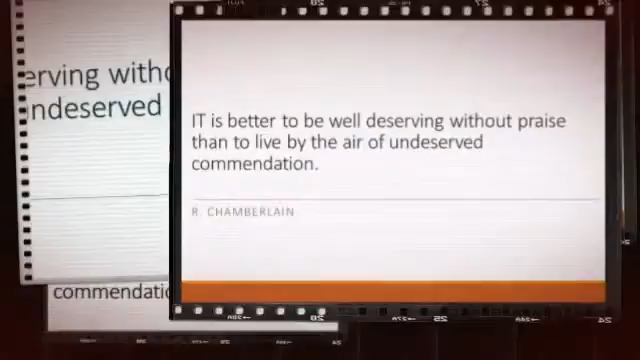 erving witho
ndeserved
commendatio
IT is better to be well deserving without praise
than to live by the air of undeserved
commendation.
R. CHAMBERLAIN